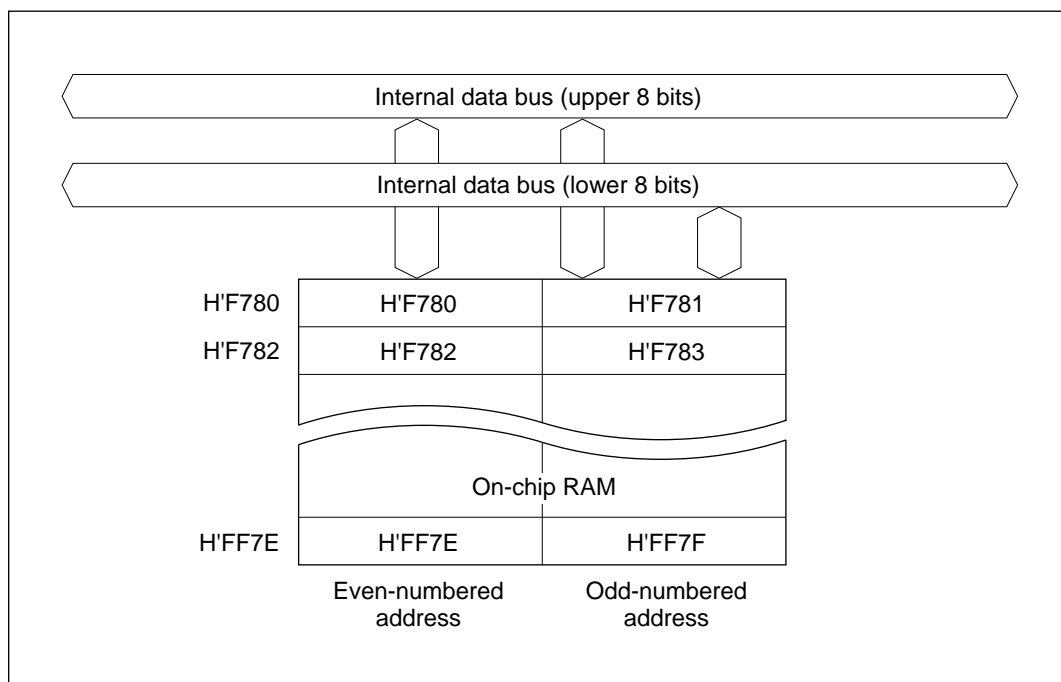 Internal data bus (upper 8 bits)
Internal data bus (lower 8 bits)
H'F780 H'F780 H'F781
H'F782 H'F782 H'F783
On-chip RAM
H'FF7E H'FF7E H'FF7F
Even-numbered Odd-numbered
address address